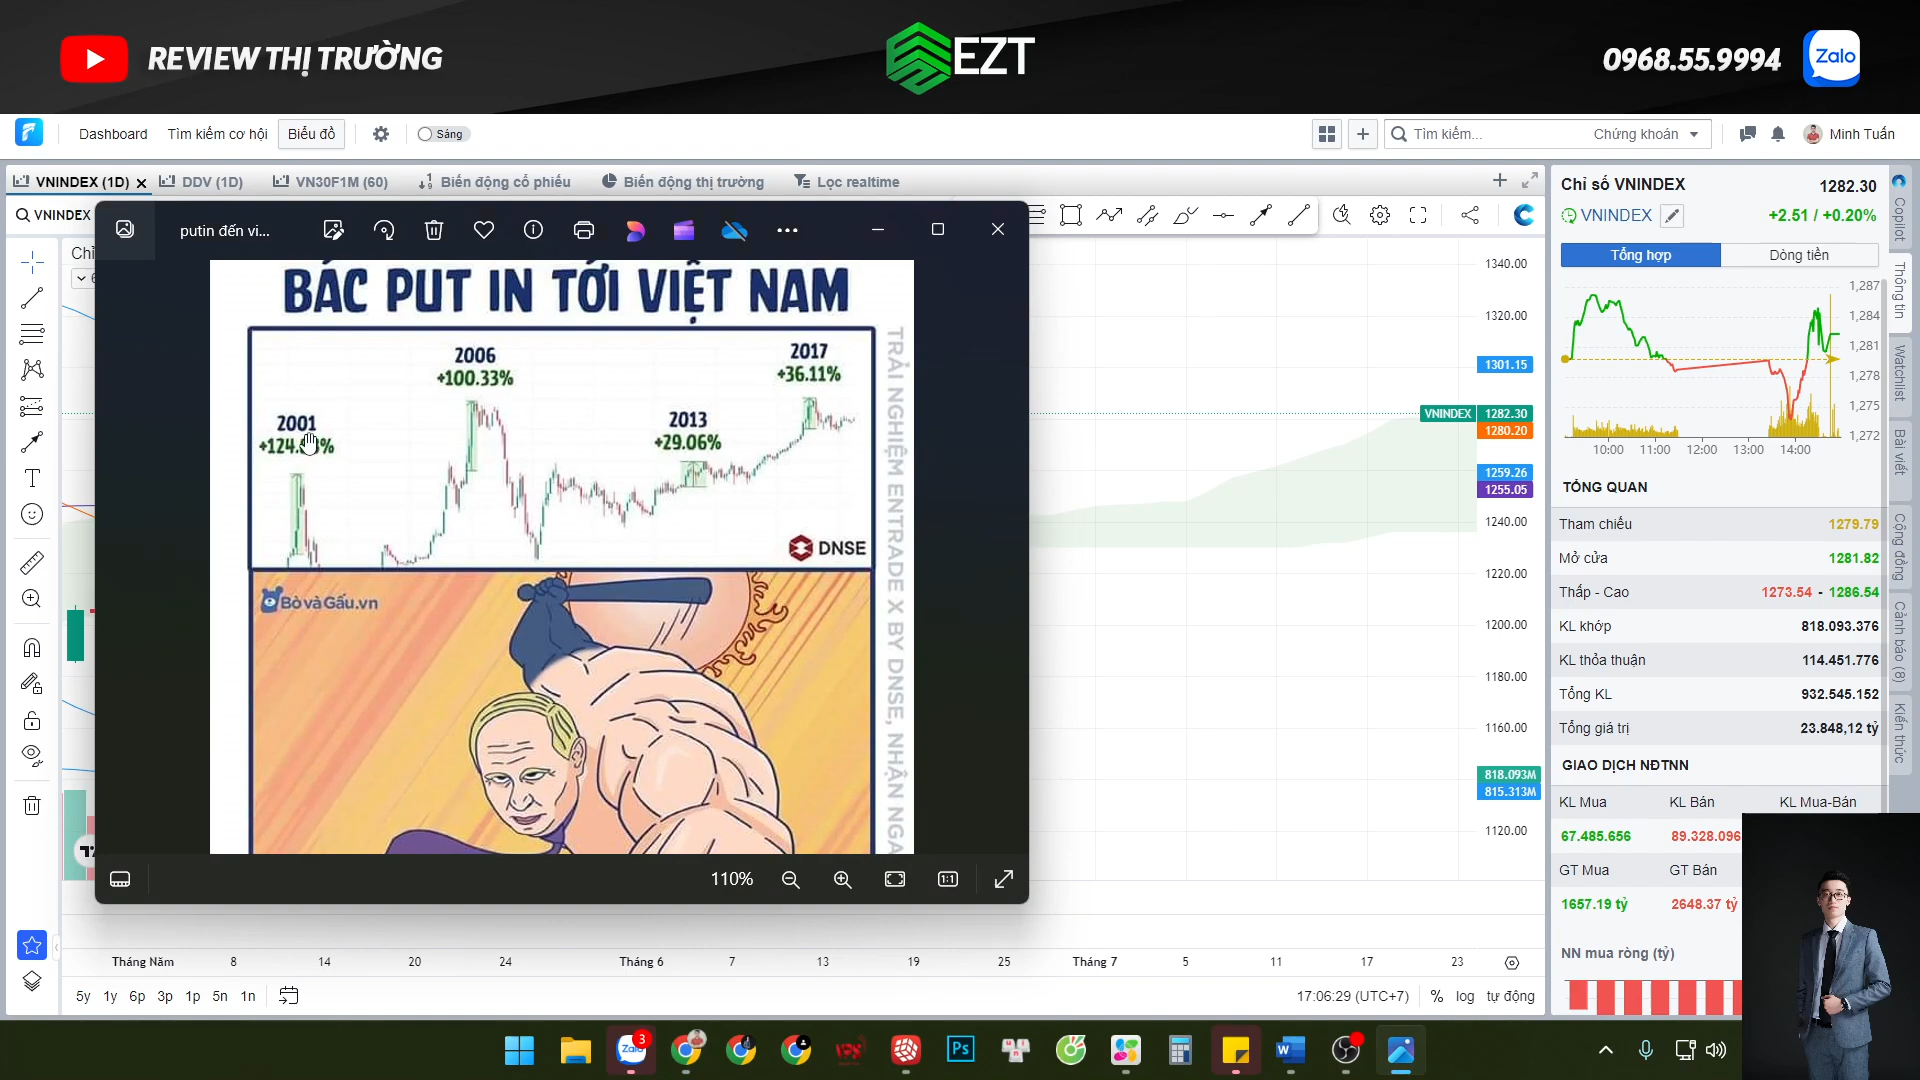 REVIEW THỊ TRƯỜNG
EZT
0968.55.9994
Zalo
Dashboard
Tìm kiếm cơ hội
Biểu đồ
Sáng
Tìm kiếm...
Chứng khoán
Minh Tuấn
VNINDEX (1D)
DDV (1D)
VN30F1M (60)
Biến động cổ phiếu
Biến động thị trường
Lọc realtime
VNINDEX
putin đến vi...
BÁC PUT IN TỚI VIỆT NAM
2001
2006
+100.33%
2013
+29.06%
2017
+36.11%
DNSE
BòvàGấu.vn
TRẢI NGHIỆM ENTRADE X BY DNSE, NHẬN NGA
110%
1:1
1340.00
1320.00
1301.15
VNINDEX
1282.30
1280.20
1259.26
1255.05
1240.00
1220.00
1200.00
1180.00
1160.00
818.093M
815.313M
1120.00
Tháng Năm
8
14
20
24
Tháng 6
7
13
19
25
Tháng 7
5
11
17
23
5y
1y
6p
3p
1p
5n
1n
17:06:29 (UTC+7)
%
log
tự động
Chỉ số VNINDEX
1282.30
VNINDEX
+2.51 / +0.20%
Tổng hợp
Dòng tiền
1,287
1,284
1,281
1,278
1,275
1,272
10:00
11:00
12:00
13:00
14:00
TỔNG QUAN
Tham chiếu
1279.79
Mở cửa
1281.82
Thấp - Cao
1273.54 - 1286.54
KL khớp
818.093.376
KL thỏa thuận
114.451.776
Tổng KL
932.545.152
Tổng giá trị
23.848,12 tỷ
GIAO DỊCH NĐTNN
KL Mua
KL Bán
KL Mua-Bán
67.485.656
89.328.096
GT Mua
GT Bán
1657.19 tỷ
2648.37 tỷ
NN mua ròng (tỷ)
Copilot
Thông tin
Watchlist
Bài viết
Cộng đồng
Cảnh báo (8)
Kiến thức
Zalo
3
Ps